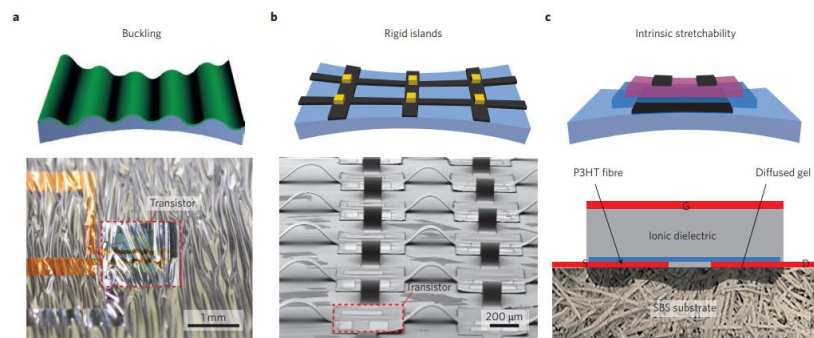 a
Buckling
b
Rigid islands
c
Intrinsic stretchability
Transistor
1 mm
Transistor
200 μm
P3HT fibre
Diffused gel
G
Ionic dielectric
S
D
SBS substrate